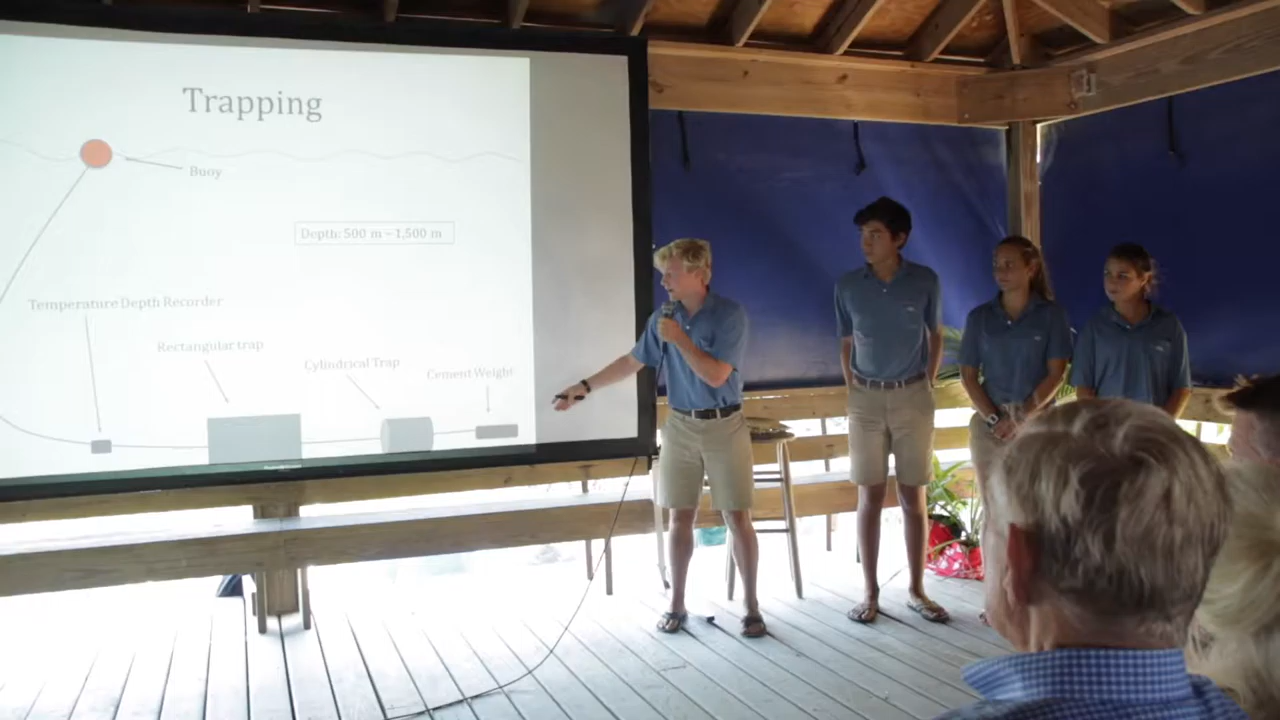 Trapping
Buoy
Depth: 500 m – 1,500 m
Temperature Depth Recorder
Rectangular trap
Cylindrical Trap
Cement Weight